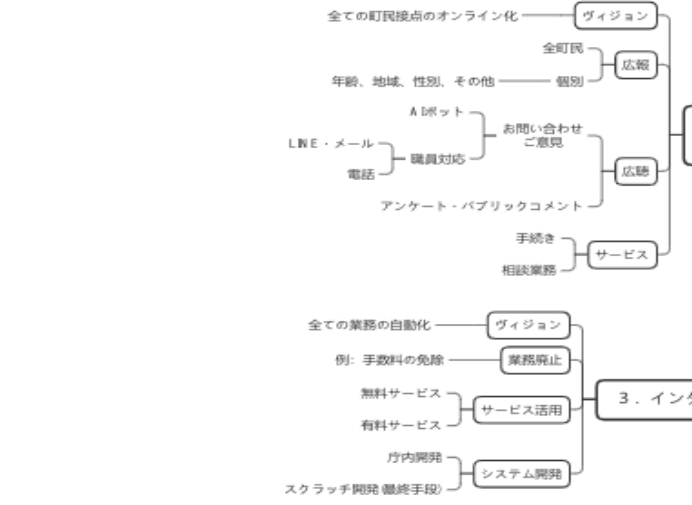 全ての町民接点のオンライン化
ヴィジョン
全町民
広報
年齢、地域、性別、その他
個別
AIボット
お問い合わせ
ご意見
LINE・メール
職員対応
電話
広聴
アンケート・パブリックコメント
手続き
サービス
相談業務
全ての業務の自動化
ヴィジョン
例: 手数料の免除
業務廃止
3. イン
無料サービス
サービス活用
有料サービス
庁内開発
システム開発
スクラッチ開発(最終手段)